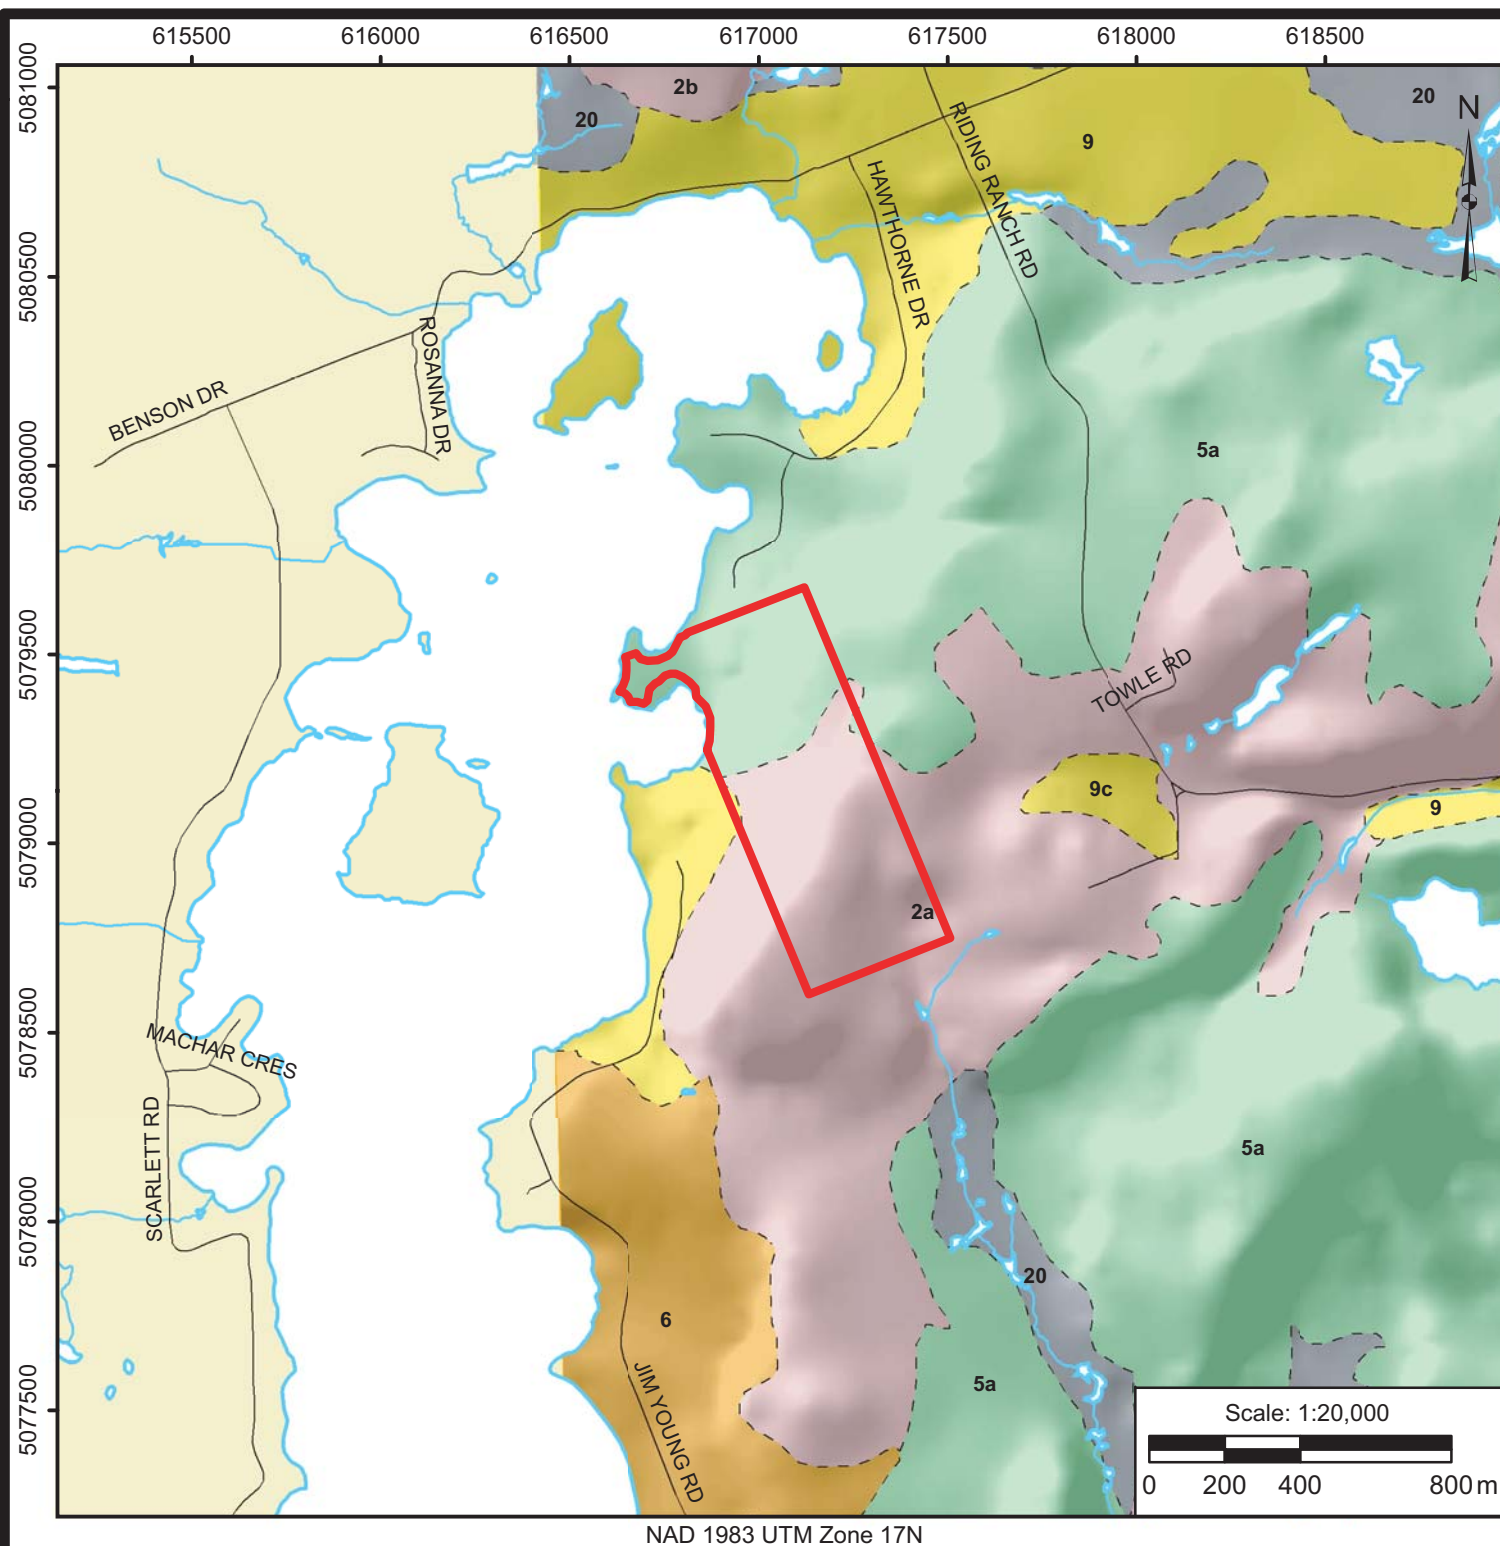 615500 616000 616500 617000 617500 618000 618500
5081000
5080500
5080000
5079500
5079000
5078500
5078000
5077500
2b
20
20
N
9
RIDING RANCH RD
HAWTHORNE DR
ROSANNA DR
BENSON DR
5a
TOWLE RD
9c
9
2a
MACHAR CRES
SCARLETT RD
5a
20
6
JIM YOUNG RD
5a
Scale: 1:20,000
0 200 400 800 m
NAD 1983 UTM Zone 17N